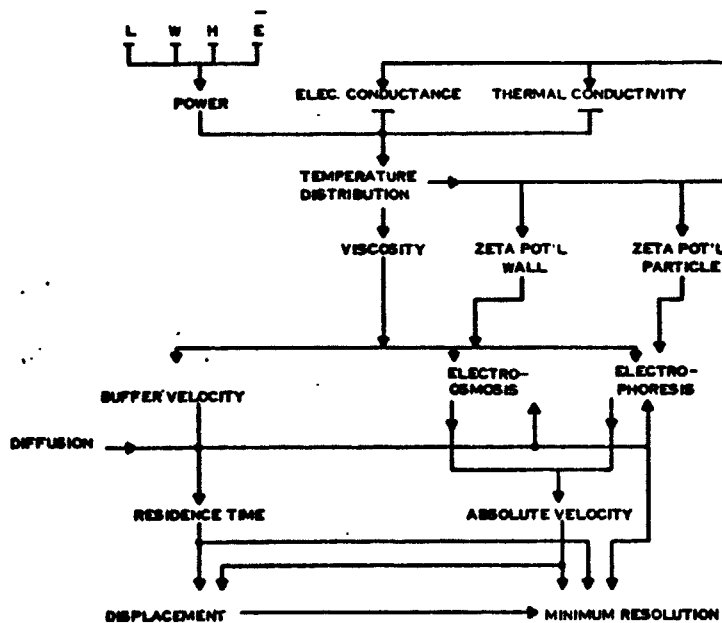 L W H E̅
POWER
ELEC. CONDUCTANCE
THERMAL CONDUCTIVITY
TEMPERATURE
DISTRIBUTION
VISCOSITY
ZETA POT'L
WALL
ZETA POT'L
PARTICLE
BUFFER VELOCITY
ELECTRO-
OSMOSIS
ELECTRO-
PHORESIS
DIFFUSION
RESIDENCE TIME
ABSOLUTE VELOCITY
DISPLACEMENT
MINIMUM RESOLUTION